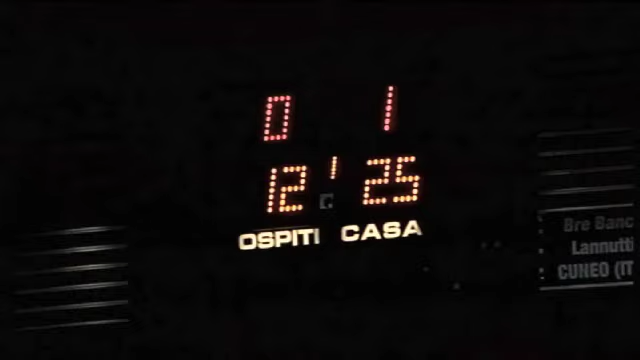 0 1
12 ' 25
OSPITI CASA
Bre Banc
Lannutti
CUNEO (IT